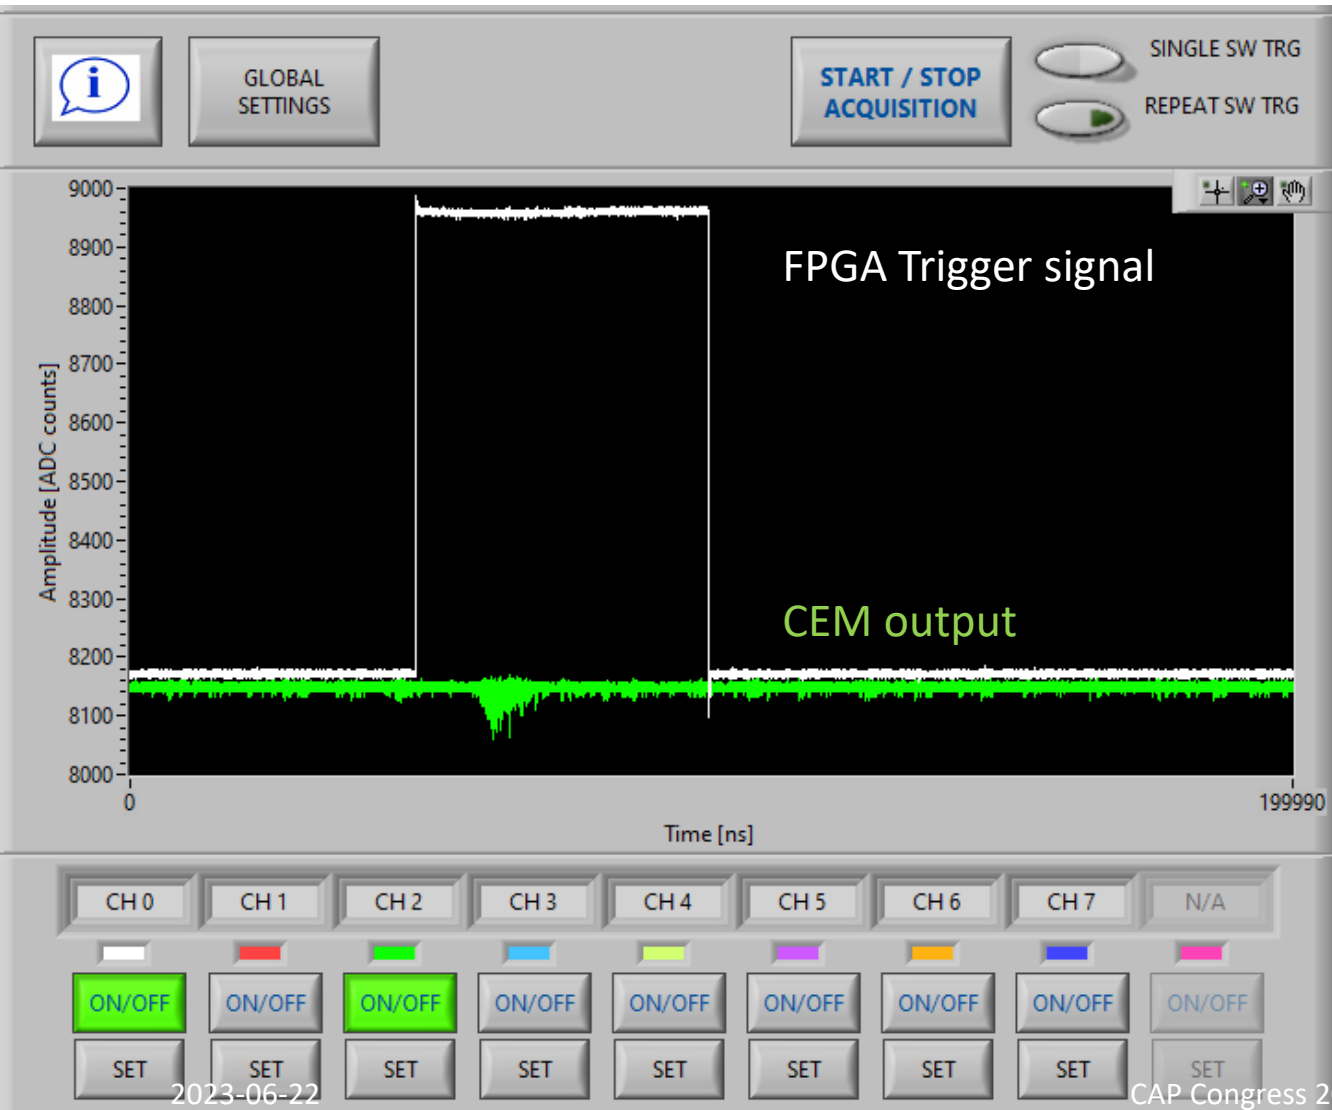 i
GLOBAL
SETTINGS
START / STOP
ACQUISITION
SINGLE SW TRG
REPEAT SW TRG
9000
8900
8800
8700
8600
8500
8400
8300
8200
8100
8000
Amplitude [ADC counts]
FPGA Trigger signal
CEM output
0
199990
Time [ns]
CH 0 CH 1 CH 2 CH 3 CH 4 CH 5 CH 6 CH 7 N/A
ON/OFF ON/OFF ON/OFF ON/OFF ON/OFF ON/OFF ON/OFF ON/OFF ON/OFF
SET SET SET SET SET SET SET SET SET
2023-06-22
CAP Congress 2